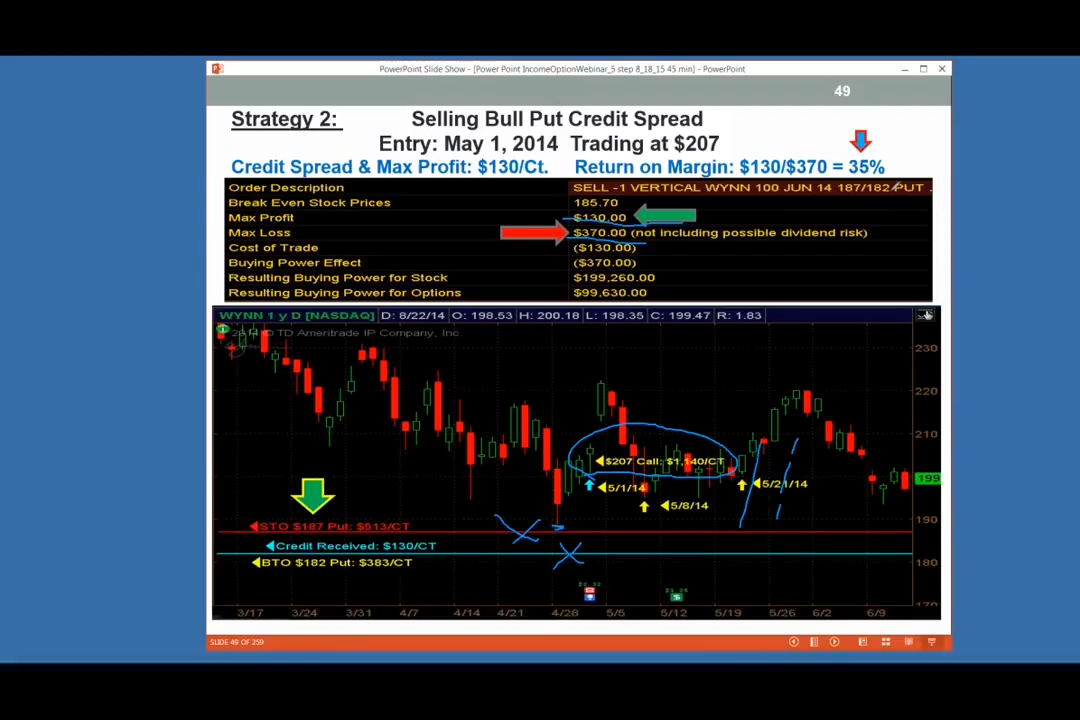 PowerPoint Slide Show - [Power Point IncomeOptionWebinar_5 step 8_18_15 45 min] - PowerPoint
49
Strategy 2: Selling Bull Put Credit Spread
Entry: May 1, 2014 Trading at $207
Credit Spread & Max Profit: $130/Ct. Return on Margin: $130/$370 = 35%
Order Description SELL -1 VERTICAL WYNN 100 JUN 14 187/182 PUT
Break Even Stock Prices 185.70
Max Profit $130.00
Max Loss $370.00 (not including possible dividend risk)
Cost of Trade ($130.00)
Buying Power Effect ($370.00)
Resulting Buying Power for Stock $199,260.00
Resulting Buying Power for Options $99,630.00
WYNN 1 y D [NASDAQ] D: 8/22/14 O: 198.53 H: 200.18 L: 198.35 C: 199.47 R: 1.83
TD Ameritrade IP Company, Inc
230
220
210
$207 Call: $1,140/CT
199
5/1/14
5/21/14
5/8/14
190
STO $187 Put: $513/CT
Credit Received: $130/CT
BTO $182 Put: $383/CT
180
3/17 3/24 3/31 4/7 4/14 4/21 4/28 5/5 5/12 5/19 5/26 6/2 6/9
SLIDE 49 OF 259